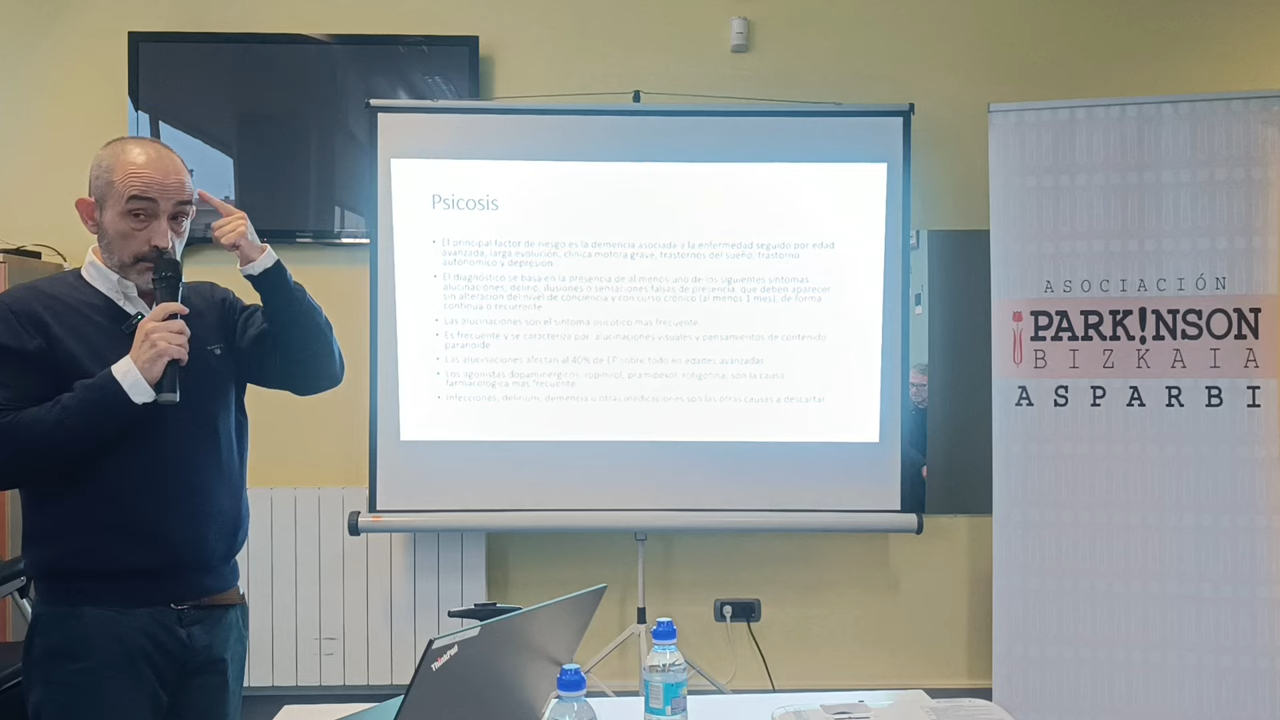 Psicosis
• El principal factor de riesgo es la demencia asociada a la enfermedad seguido por edad
avanzada, larga evolución, clínica motora grave, trastornos del sueño, trastorno
autonómico y depresión
• El diagnóstico se basa en la presencia de al menos uno de los siguientes síntomas
alucinaciones, delirio, ilusiones o sensaciones falsas de presencia, que deben aparecer
sin alteración del nivel de conciencia y con curso crónico (al menos 1 mes), de forma
continua o recurrente
• Las alucinaciones son el síntoma psicótico mas frecuente
• Es frecuente y se caracteriza por alucinaciones visuales y pensamientos de contenido
paranoide
• Las alucinaciones afectan al 40% de EP sobre todo en edades avanzadas
• Los agonistas dopaminérgicos, ropinirol, pramipexol, rotigotina, son la causa
farmacológica mas frecuente
• Infecciones, delirium, demencia u otras medicaciones son las otras causas a descartar
ASOCIACIÓN
PARK!NSON
BIZKAIA
ASPARBI
ThinkPad